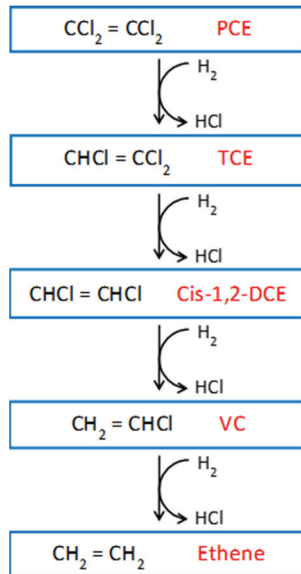 CCl₂ = CCl₂ PCE
H₂
HCl
CHCl = CCl₂ TCE
H₂
HCl
CHCl = CHCl Cis-1,2-DCE
H₂
HCl
CH₂ = CHCl VC
H₂
HCl
CH₂ = CH₂ Ethene